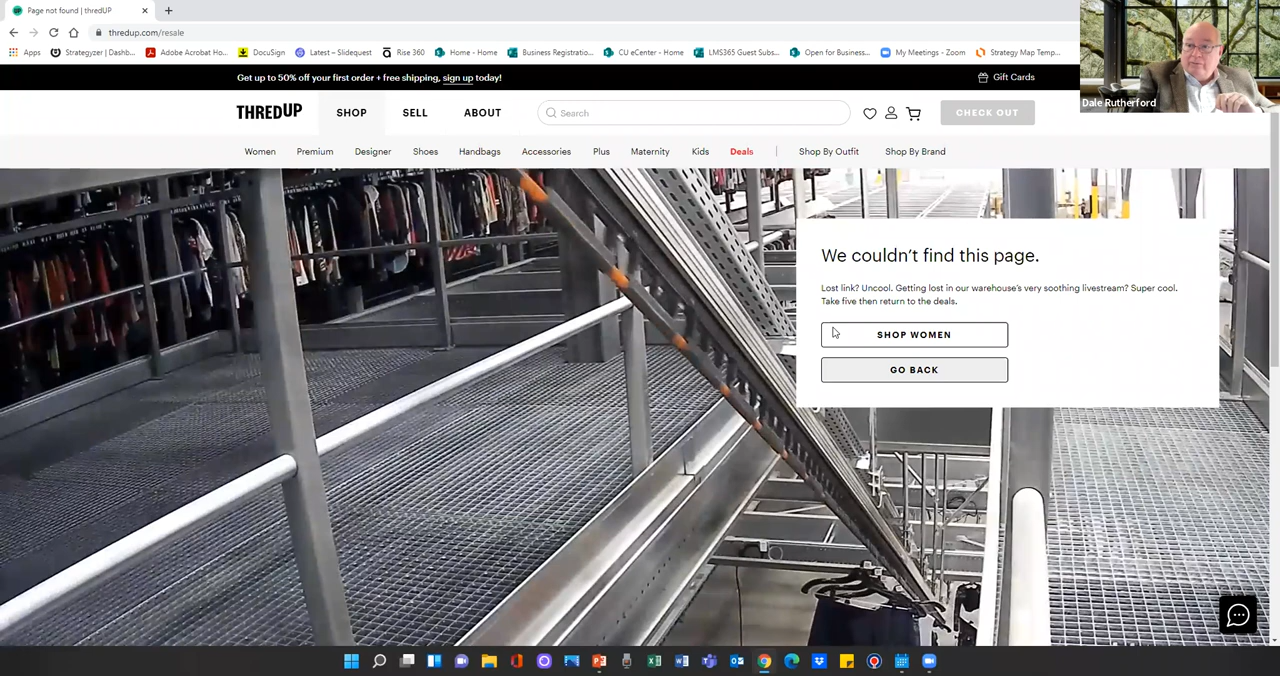 Page not found | thredUP
thredup.com/resale
Apps Strategyzer | Dashb... Adobe Acrobat Ho... DocuSign Latest – Slidequest Rise 360 Home - Home Business Registratio... CU eCenter - Home LMS365 Guest Subs... Open for Business... My Meetings - Zoom Strategy Map Temp...
Get up to 50% off your first order + free shipping, sign up today! Gift Cards
Dale Rutherford
THREDUP SHOP SELL ABOUT Search CHECK OUT
Women Premium Designer Shoes Handbags Accessories Plus Maternity Kids Deals Shop By Outfit Shop By Brand
We couldn't find this page.
Lost link? Uncool. Getting lost in our warehouse's very soothing livestream? Super cool.
Take five then return to the deals.
SHOP WOMEN
GO BACK